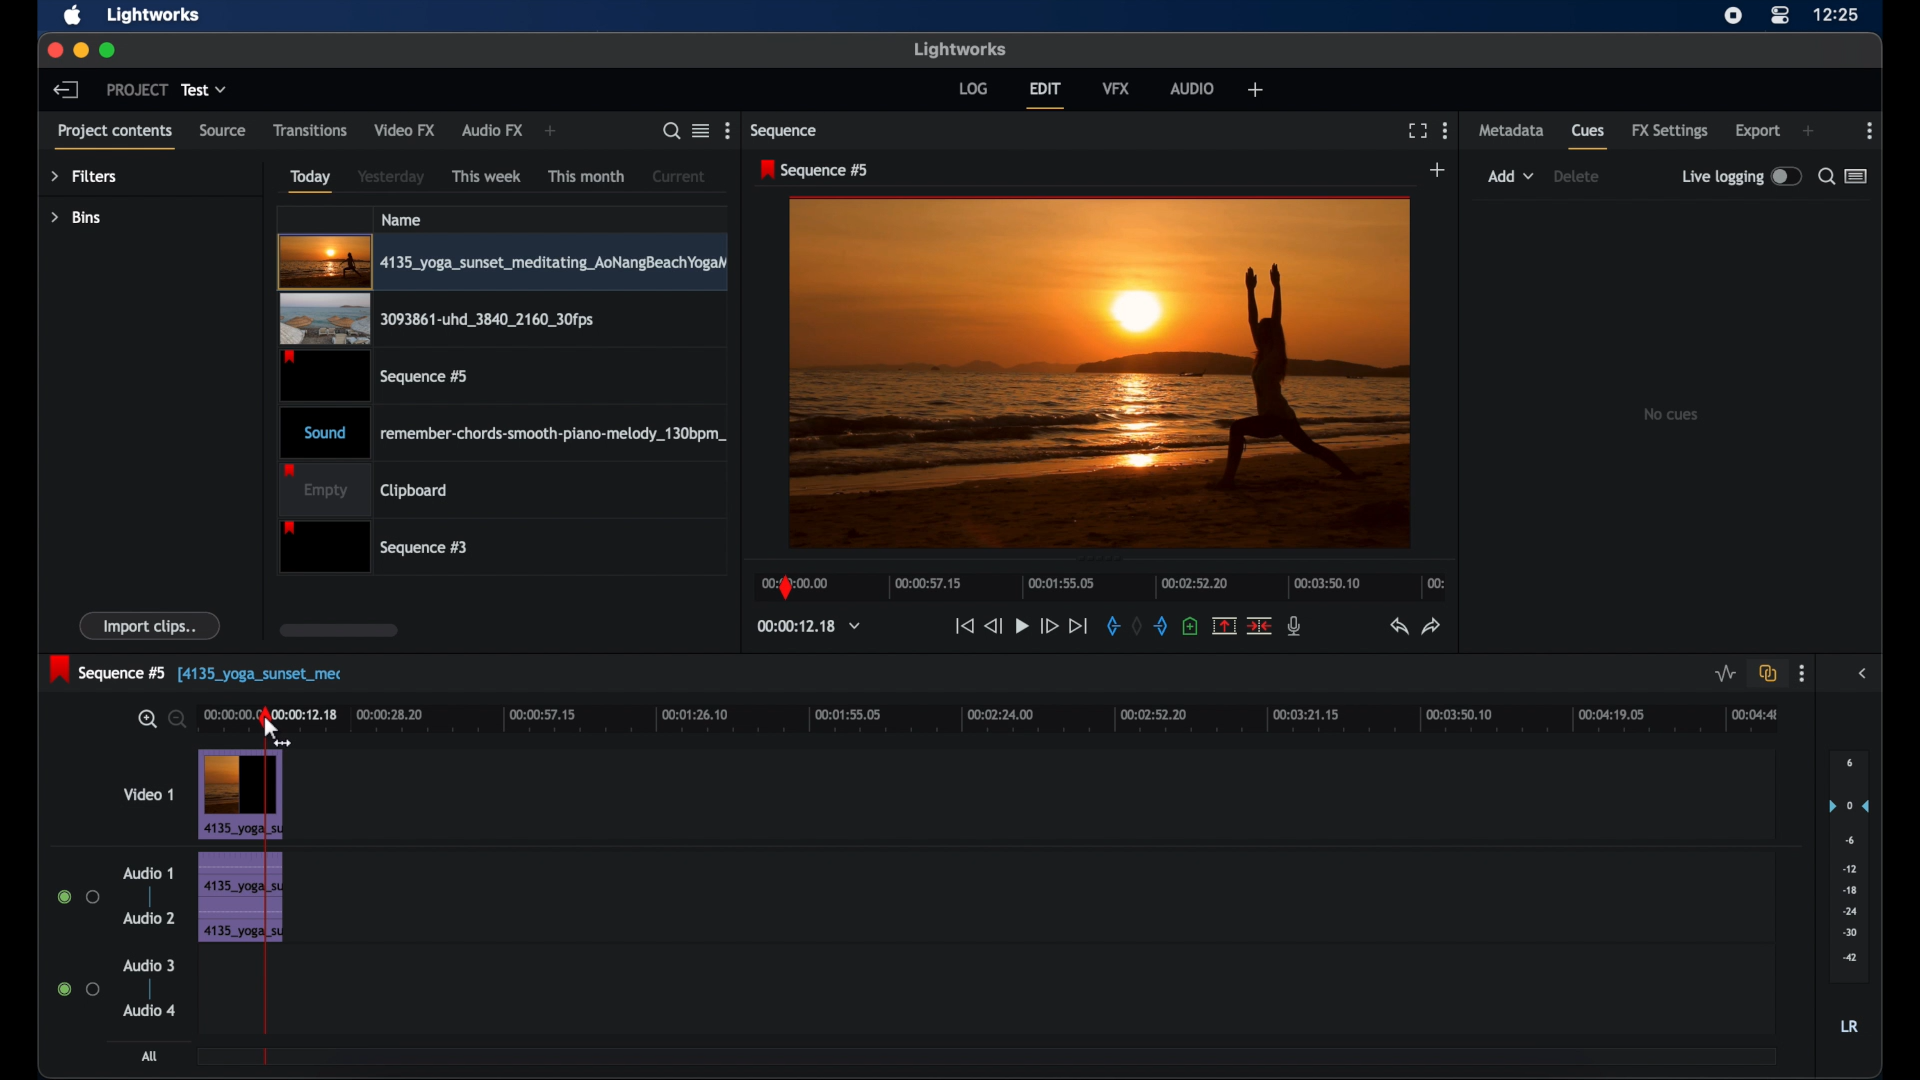 Lightworks
12:25
Lightworks
PROJECT Test
LOG EDIT VFX AUDIO +
Project contents Source Transitions Video FX Audio FX +
Sequence
Metadata Cues FX Settings Export +
Filters
Bins
Today Yesterday This week This month Current
Name
4135_yoga_sunset_meditating_AoNangBeachYoga
3093861-uhd_3840_2160_30fps
Sequence #5
Sound remember-chords-smooth-piano-melody_130bpm_
Empty Clipboard
Sequence #3
Import clips..
Sequence #5 +
00:00:57.15 00:01:55.05 00:02:52.20 00:03:50.10 00:
00:00:12.18
Add Delete Live logging
No cues
Sequence #5 [4135_yoga_sunset_med
00:00:00.0 00:00:12.18 00:00:28.20 00:00:57.15 00:01:26.10 00:01:55.05 00:02:24.00 00:02:52.20 00:03:21.15 00:03:50.10 00:04:19.05 00:04:48
Video 1
4135_yoga_su
Audio 1
4135_yoga_su
Audio 2
4135_yoga_su
Audio 3
Audio 4
All
6
0
-6
-12
-18
-24
-30
-42
LR